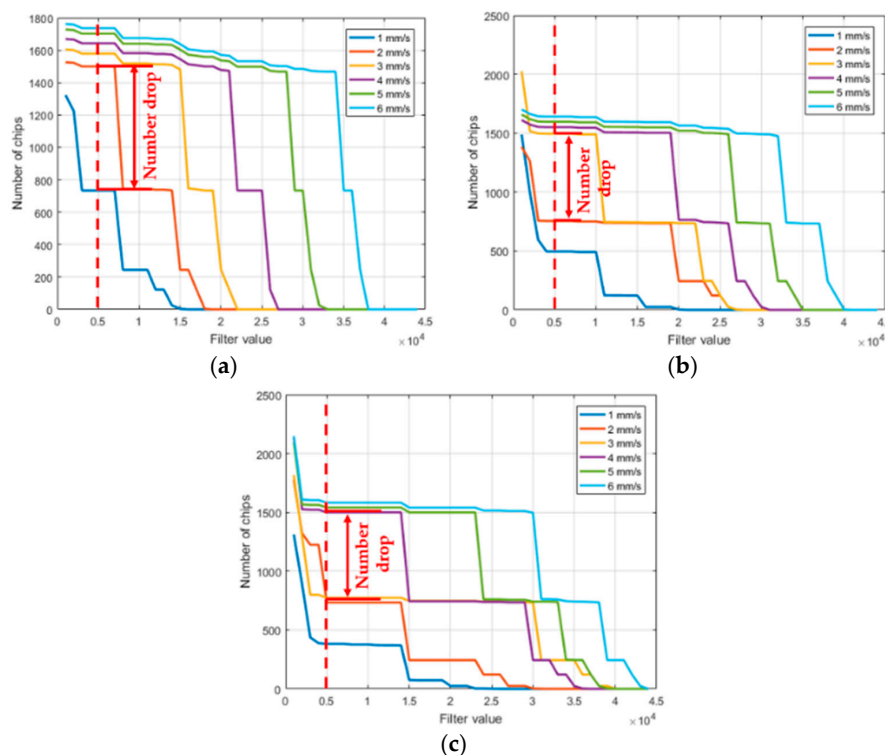 1800
1600
1400
1200
1000
800
600
400
200
0
Number of chips
Number drop
1 mm/s
2 mm/s
3 mm/s
4 mm/s
5 mm/s
6 mm/s
0 0.5 1 1.5 2 2.5 3 3.5 4 4.5
Filter value
×10⁴
(a)
2500
2000
1500
1000
500
0
Number of chips
Number drop
1 mm/s
2 mm/s
3 mm/s
4 mm/s
5 mm/s
6 mm/s
0 0.5 1 1.5 2 2.5 3 3.5 4 4.5
Filter value
×10⁴
(b)
2500
2000
1500
1000
500
0
Number of chips
Number
drop
1 mm/s
2 mm/s
3 mm/s
4 mm/s
5 mm/s
6 mm/s
0 0.5 1 1.5 2 2.5 3 3.5 4 4.5
Filter value
×10⁴
(c)